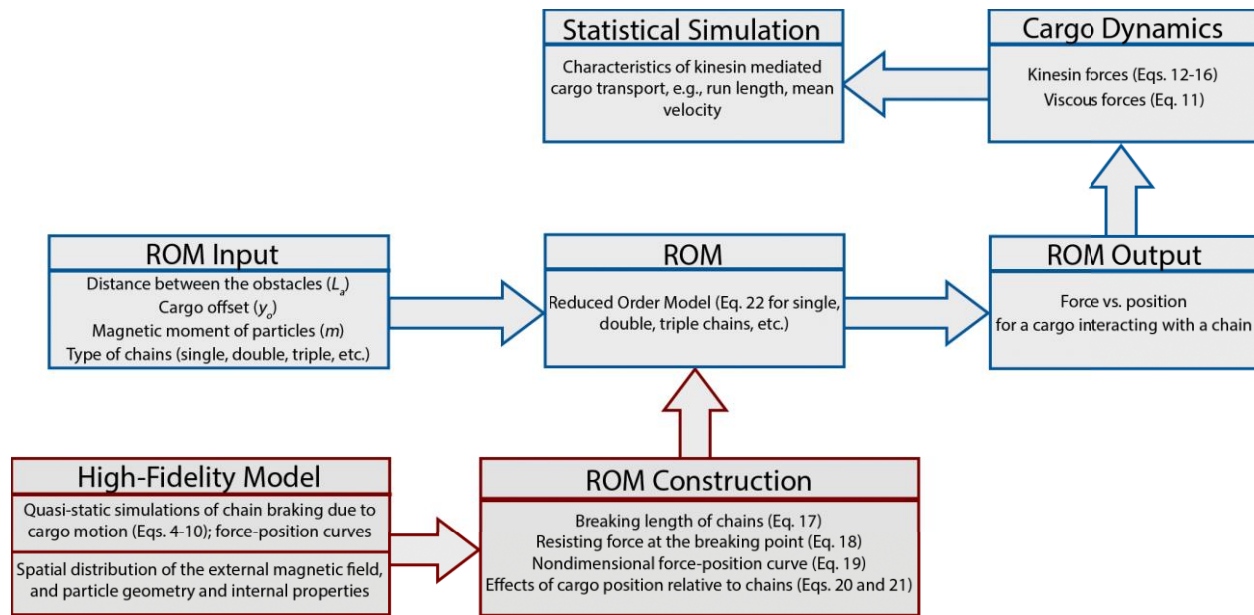 Statistical Simulation
Characteristics of kinesin mediated
cargo transport, e.g., run length, mean
velocity
Cargo Dynamics
Kinesin forces (Eqs. 12-16)
Viscous forces (Eq. 11)
ROM Input
Distance between the obstacles (Lₐ)
Cargo offset (yₒ)
Magnetic moment of particles (m)
Type of chains (single, double, triple, etc.)
ROM
Reduced Order Model (Eq. 22 for single,
double, triple chains, etc.)
ROM Output
Force vs. position
for a cargo interacting with a chain
High-Fidelity Model
Quasi-static simulations of chain braking due to
cargo motion (Eqs. 4-10); force-position curves
Spatial distribution of the external magnetic field,
and particle geometry and internal properties
ROM Construction
Breaking length of chains (Eq. 17)
Resisting force at the breaking point (Eq. 18)
Nondimensional force-position curve (Eq. 19)
Effects of cargo position relative to chains (Eqs. 20 and 21)